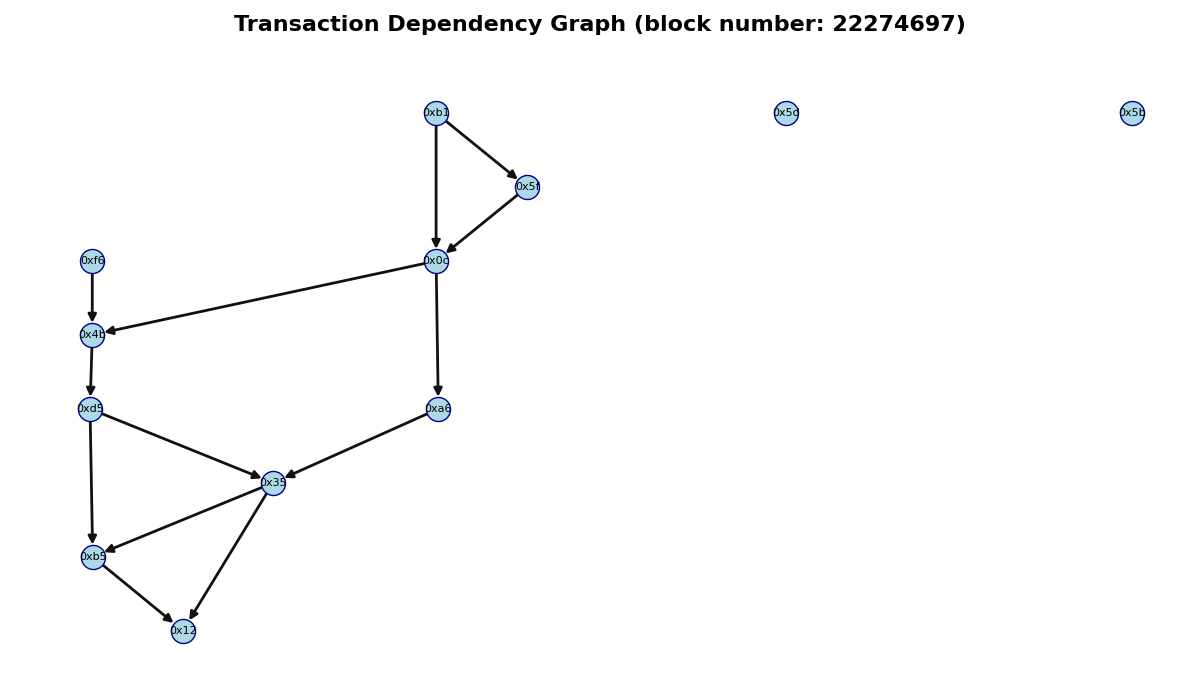 Transaction Dependency Graph (block number: 22274697)
0xb1
0x5d
0x5b
0x5f
0xf6
0x0c
0x4b
0xd5
0xa6
0x35
0xb5
0x12